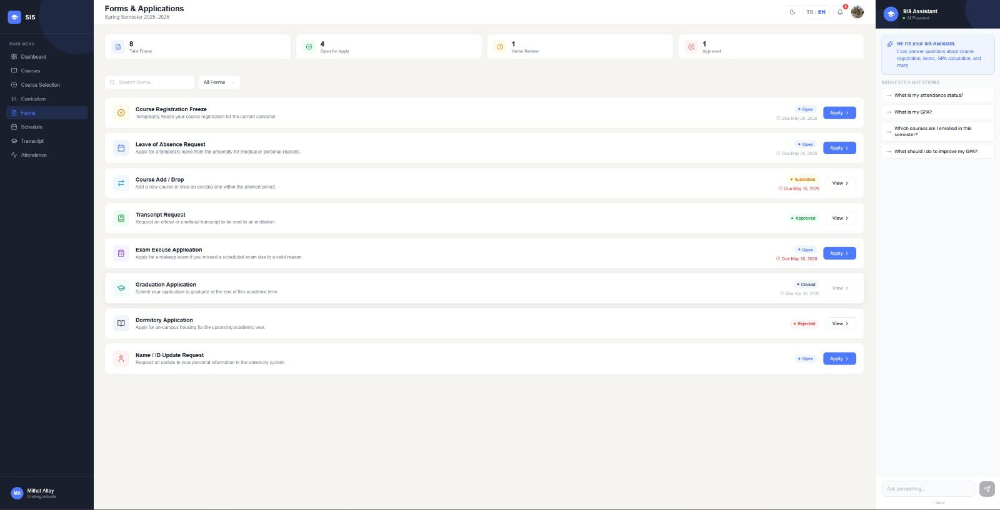 SIS
MAIN MENU
Dashboard
Courses
Course Selection
Curriculum
Forms
Schedule
Transcript
Attendance
MA
Mithat Altay
Undergraduate
Forms & Applications
Spring Semester 2025–2026
TR / EN
3
8
Total Forms
4
Open for Apply
1
Under Review
1
Approved
Search forms...
All Forms
Course Registration Freeze
Temporarily freeze your course registration for the current semester.
Open
Due May 20, 2026
Apply
Leave of Absence Request
Apply for a temporary leave from the university for medical or personal reasons.
Open
Due May 25, 2026
Apply
Course Add / Drop
Add a new course or drop an existing one within the allowed period.
Submitted
Due May 15, 2026
View
Transcript Request
Request an official or unofficial transcript to be sent to an institution.
Approved
View
Exam Excuse Application
Apply for a makeup exam if you missed a scheduled exam due to a valid reason.
Open
Due May 18, 2026
Apply
Graduation Application
Submit your application to graduate at the end of this academic term.
Closed
Due Apr 30, 2026
View
Dormitory Application
Apply for on-campus housing for the upcoming academic year.
Rejected
View
Name / ID Update Request
Request an update to your personal information in the university system.
Open
Apply
SIS Assistant
AI Powered
Hi! I'm your SIS Assistant.
I can answer questions about course
registration, forms, GPA calculation, and
more.
SUGGESTED QUESTIONS
→ What is my attendance status?
→ What is my GPA?
→ Which courses am I enrolled in this
semester?
→ What should I do to improve my GPA?
Ask something...
Send